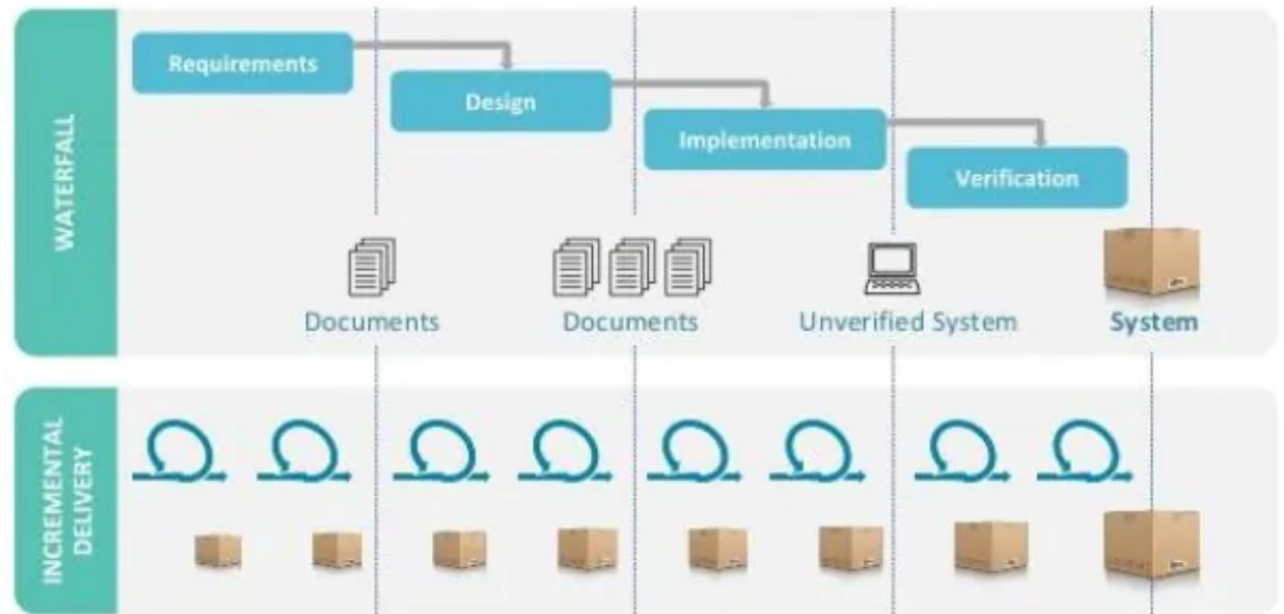 WATERFALL
Requirements
Design
Implementation
Verification
Documents
Documents
Unverified System
System
INCREMENTAL
DELIVERY